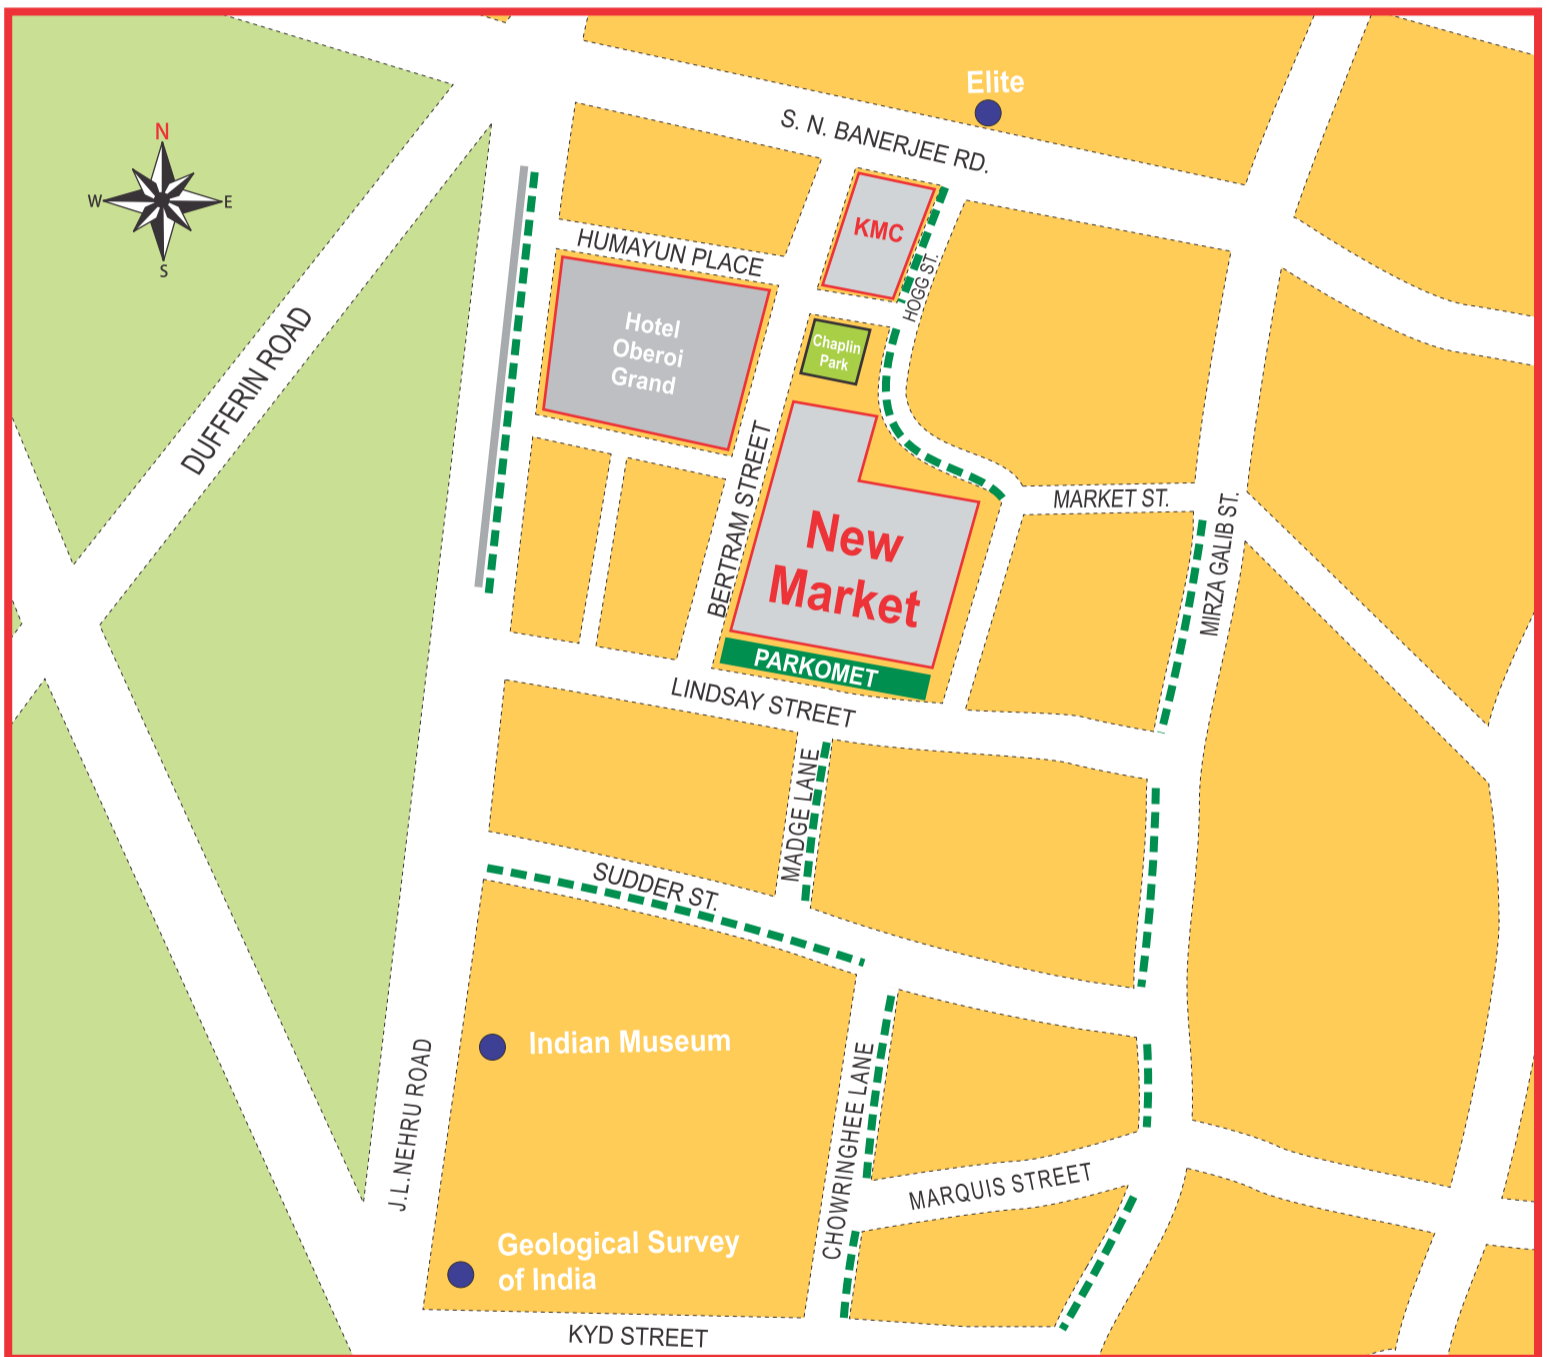 Elite
S. N. BANERJEE RD.
N
W
E
S
KMC
HUMAYUN PLACE
HOGG ST.
Hotel
Oberoi
Grand
Chaplin
Park
DUFFERIN ROAD
BERTRAM STREET
MARKET ST.
MIRZA GALIB ST.
New
Market
PARKOMET
LINDSAY STREET
MADGE LANE
SUDDER ST.
Indian Museum
J.L.NEHRU ROAD
CHOWRINGHEE LANE
MARQUIS STREET
Geological Survey
of India
KYD STREET